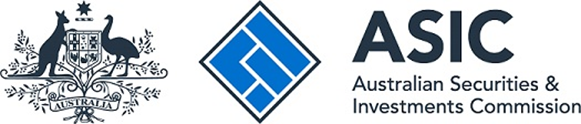 AUSTRALIA
ASIC
Australian Securities &
Investments Commission